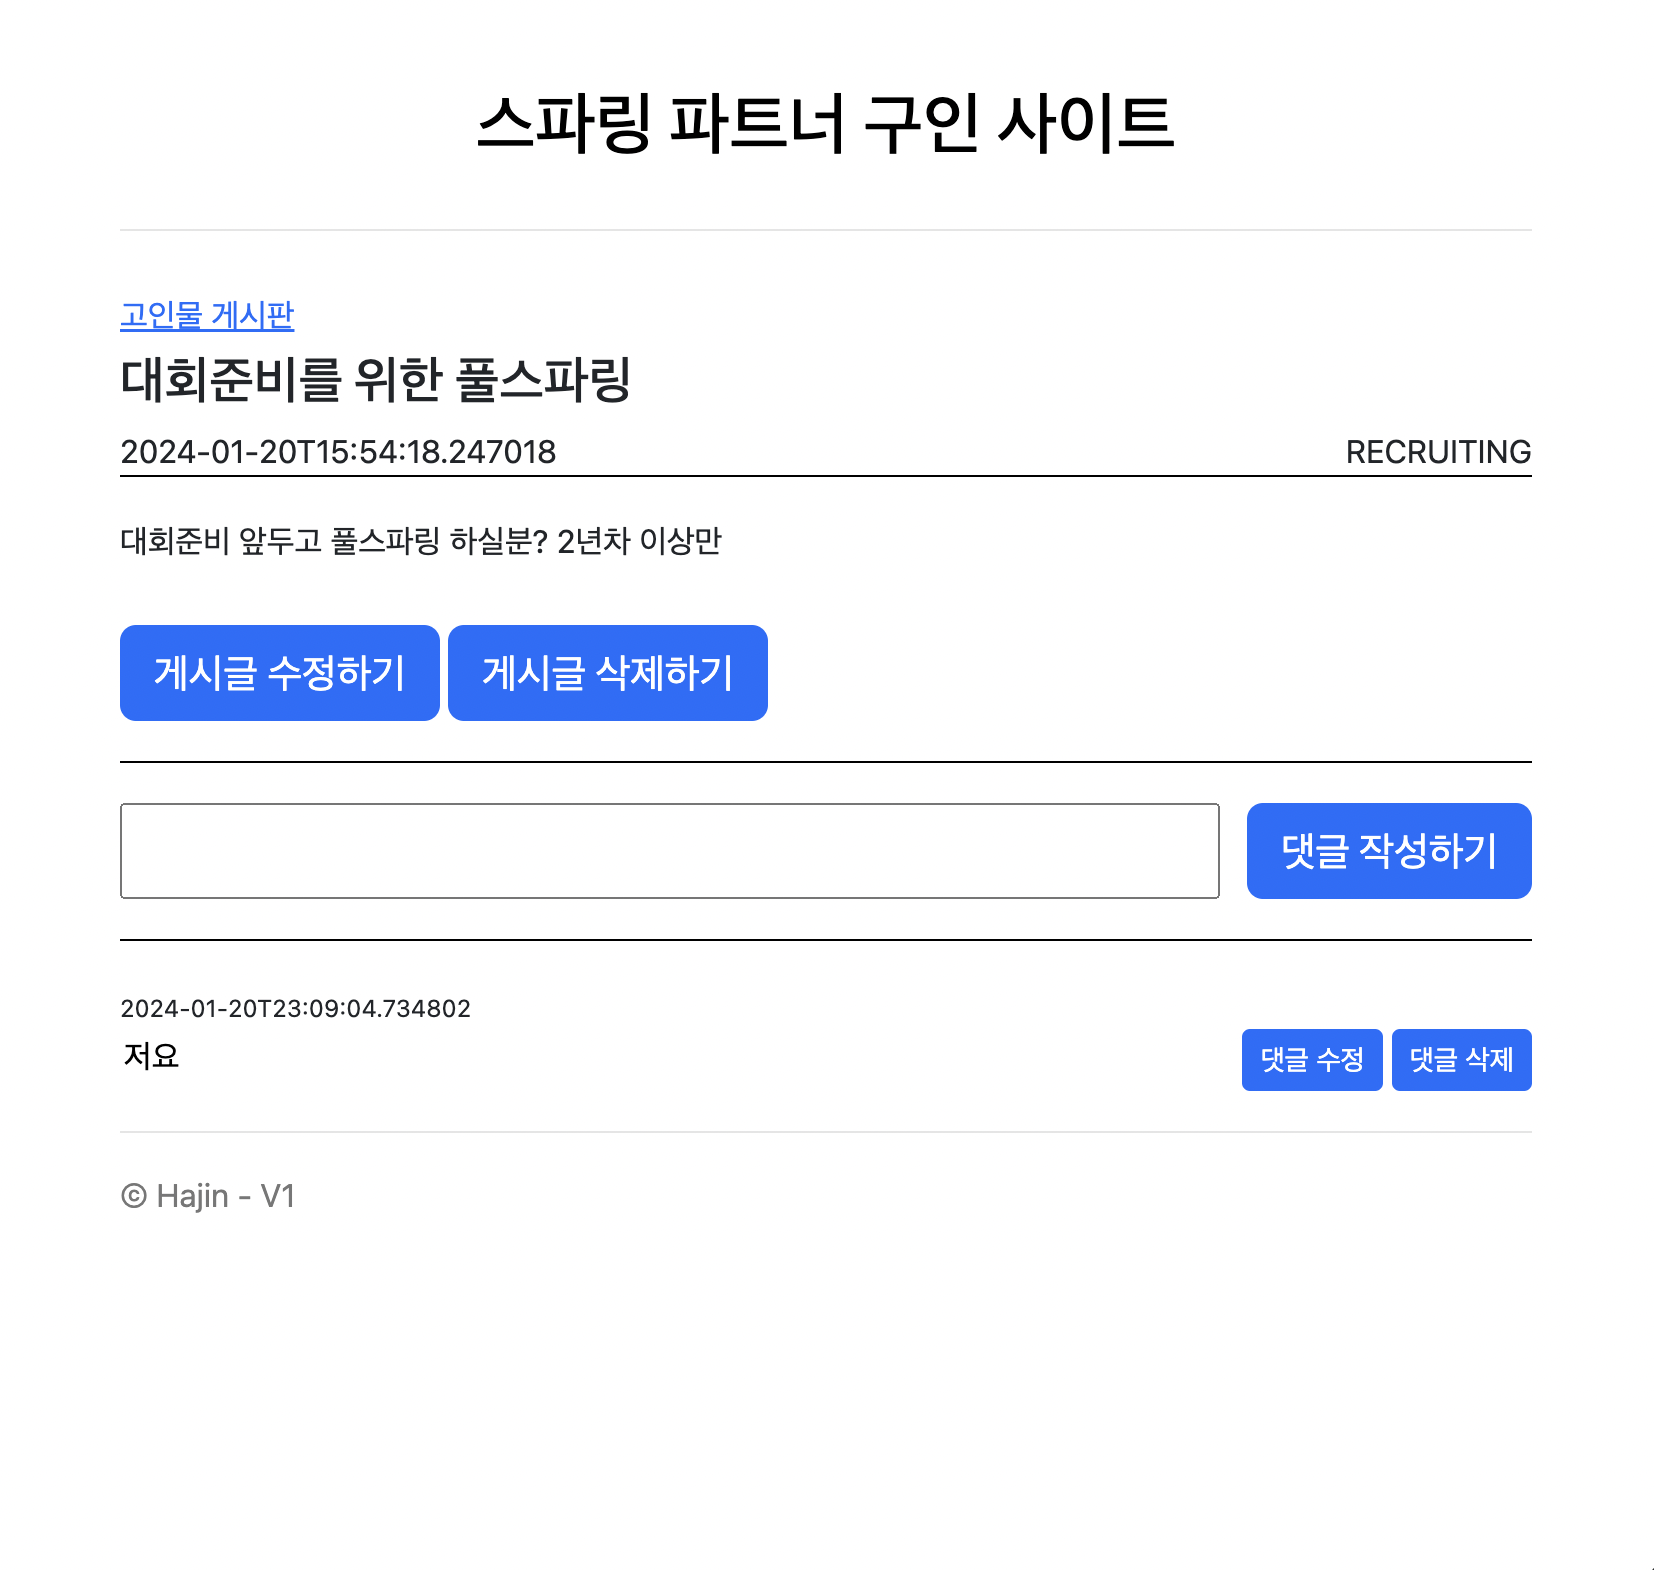 스파링 파트너 구인 사이트
고인물 게시판
대회준비를 위한 풀스파링
2024-01-20T15:54:18.247018 RECRUITING
대회준비 앞두고 풀스파링 하실분? 2년차 이상만
게시글 수정하기 게시글 삭제하기
댓글 작성하기
2024-01-20T23:09:04.734802
저요 댓글 수정 댓글 삭제
© Hajin - V1